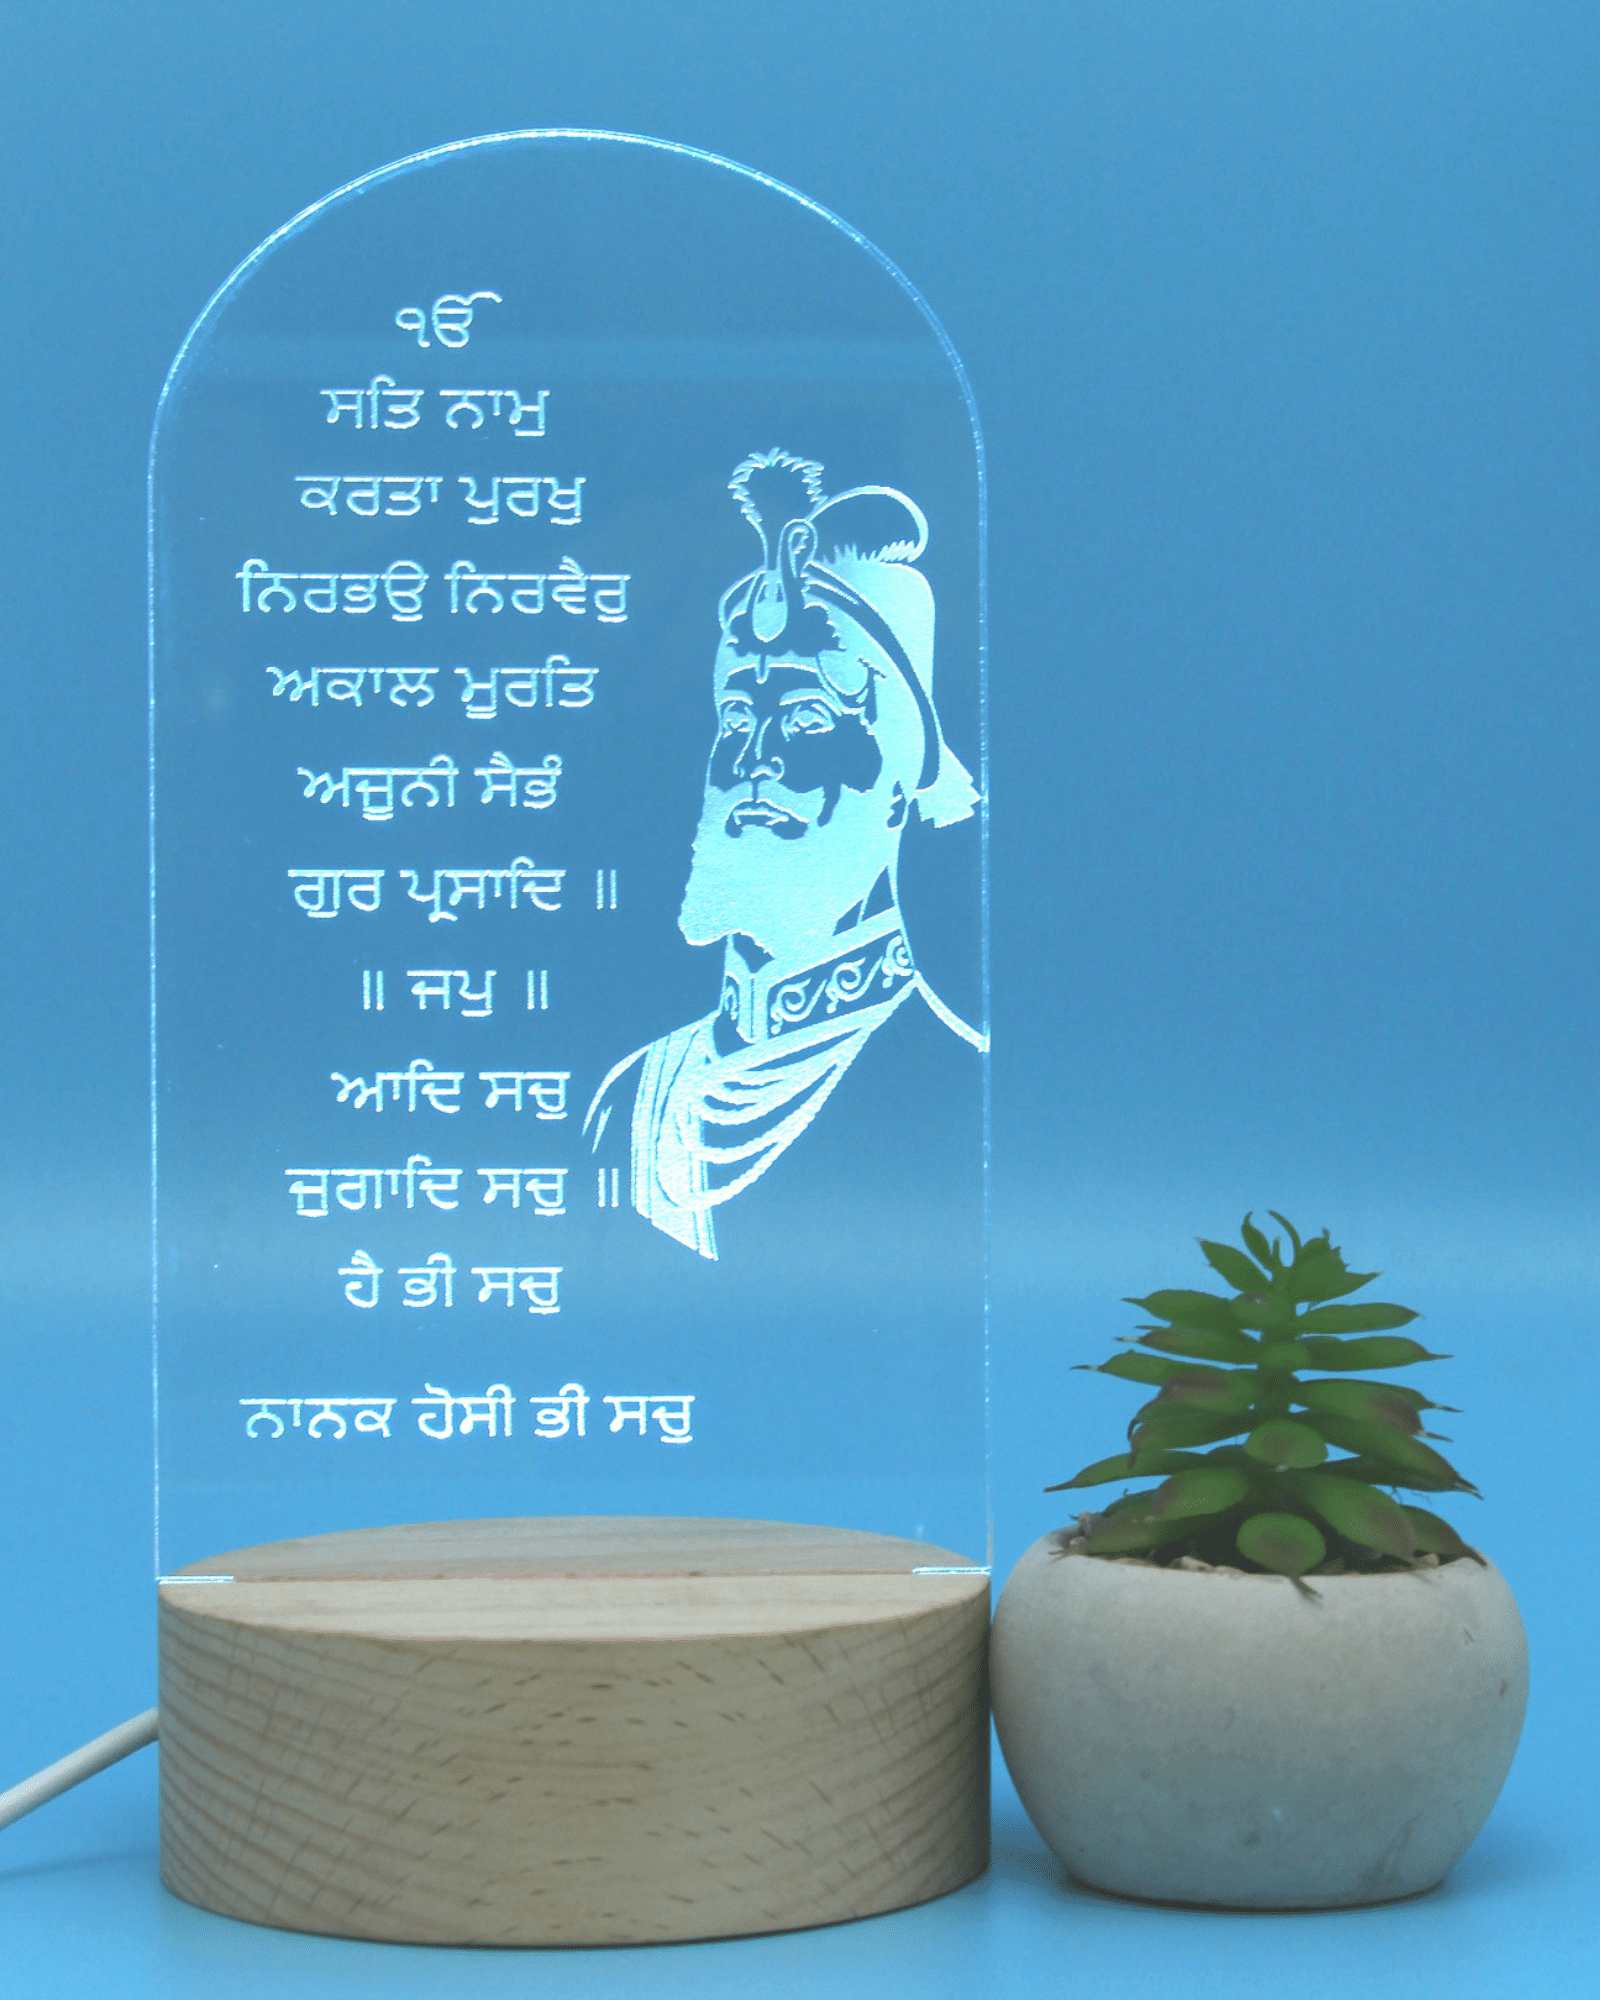 ੴ
ਸਤਿ ਨਾਮੁ
ਕਰਤਾ ਪੁਰਖੁ
ਨਿਰਭਉ ਨਿਰਵੈਰੁ
ਅਕਾਲ ਮੂਰਤਿ
ਅਜੂਨੀ ਸੈਭੰ
ਗੁਰ ਪ੍ਰਸਾਦਿ ॥
॥ ਜਪੁ ॥
ਆਦਿ ਸਚੁ
ਜੁਗਾਦਿ ਸਚੁ ॥
ਹੈ ਭੀ ਸਚੁ
ਨਾਨਕ ਹੋਸੀ ਭੀ ਸਚੁ